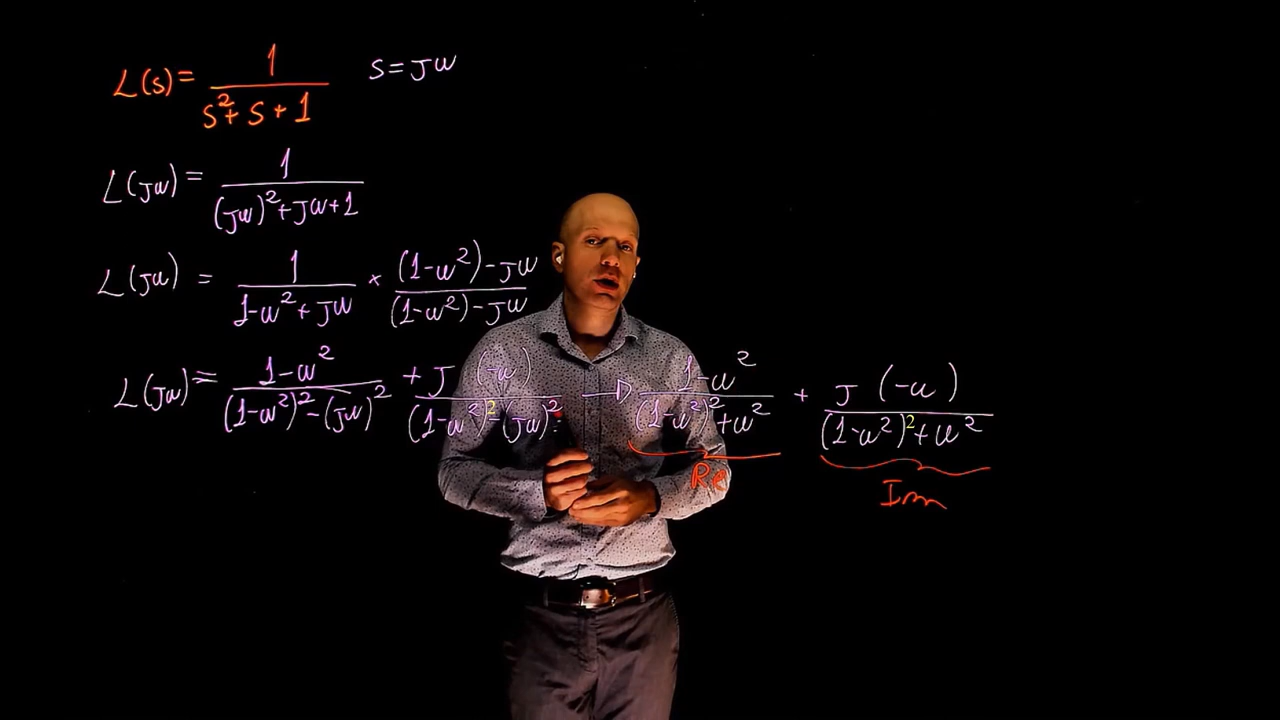 L(s) = 1 / (s² + s + 1)   s = jω
L(jω) = 1 / ((jω)² + jω + 1)
L(jω) = 1 / (1-ω² + jω) × ((1-ω²) - jω) / ((1-ω²) - jω)
L(jω) = (1-ω²) / ((1-ω²)² - (jω)²) + j (-ω) / ((1-ω²)² - (jω)²) → (1-ω²) / ((1-ω²)² + ω²) + j (-ω) / ((1-ω²)² + ω²)
Re   Im